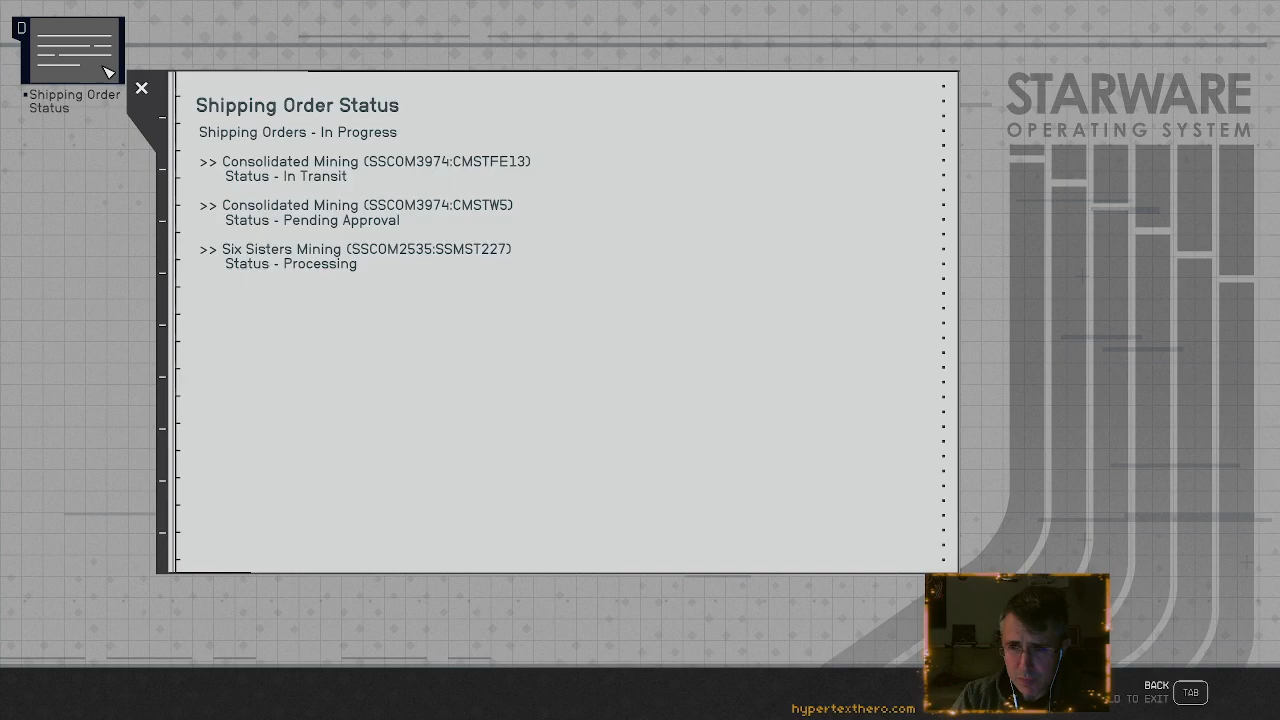 D
Shipping Order
Status
X
Shipping Order Status
Shipping Orders - In Progress
>> Consolidated Mining (SSCOM3974:CMSTFE13)
Status - In Transit
>> Consolidated Mining (SSCOM3974:CMSTW5)
Status - Pending Approval
>> Six Sisters Mining (SSCOM2535:SSMST227)
Status - Processing
STARWARE
OPERATING SYSTEM
BACK
TO EXIT
TAB
hypertexthero.com